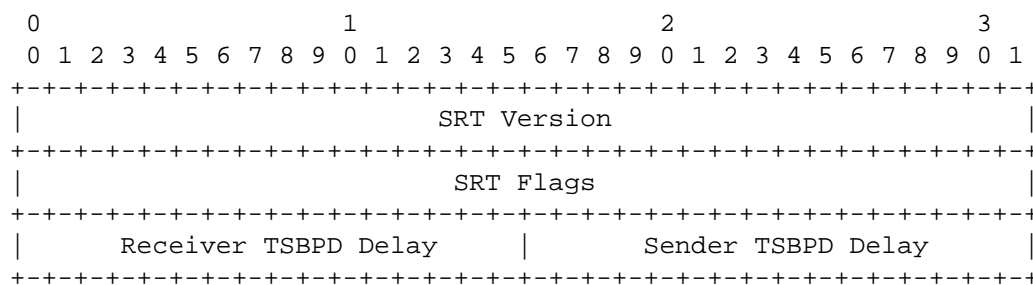 0                   1                   2                   3
 0 1 2 3 4 5 6 7 8 9 0 1 2 3 4 5 6 7 8 9 0 1 2 3 4 5 6 7 8 9 0 1
+-+-+-+-+-+-+-+-+-+-+-+-+-+-+-+-+-+-+-+-+-+-+-+-+-+-+-+-+-+-+-+-+
|                          SRT Version                          |
+-+-+-+-+-+-+-+-+-+-+-+-+-+-+-+-+-+-+-+-+-+-+-+-+-+-+-+-+-+-+-+-+
|                           SRT Flags                           |
+-+-+-+-+-+-+-+-+-+-+-+-+-+-+-+-+-+-+-+-+-+-+-+-+-+-+-+-+-+-+-+-+
|      Receiver TSBPD Delay     |       Sender TSBPD Delay      |
+-+-+-+-+-+-+-+-+-+-+-+-+-+-+-+-+-+-+-+-+-+-+-+-+-+-+-+-+-+-+-+-+